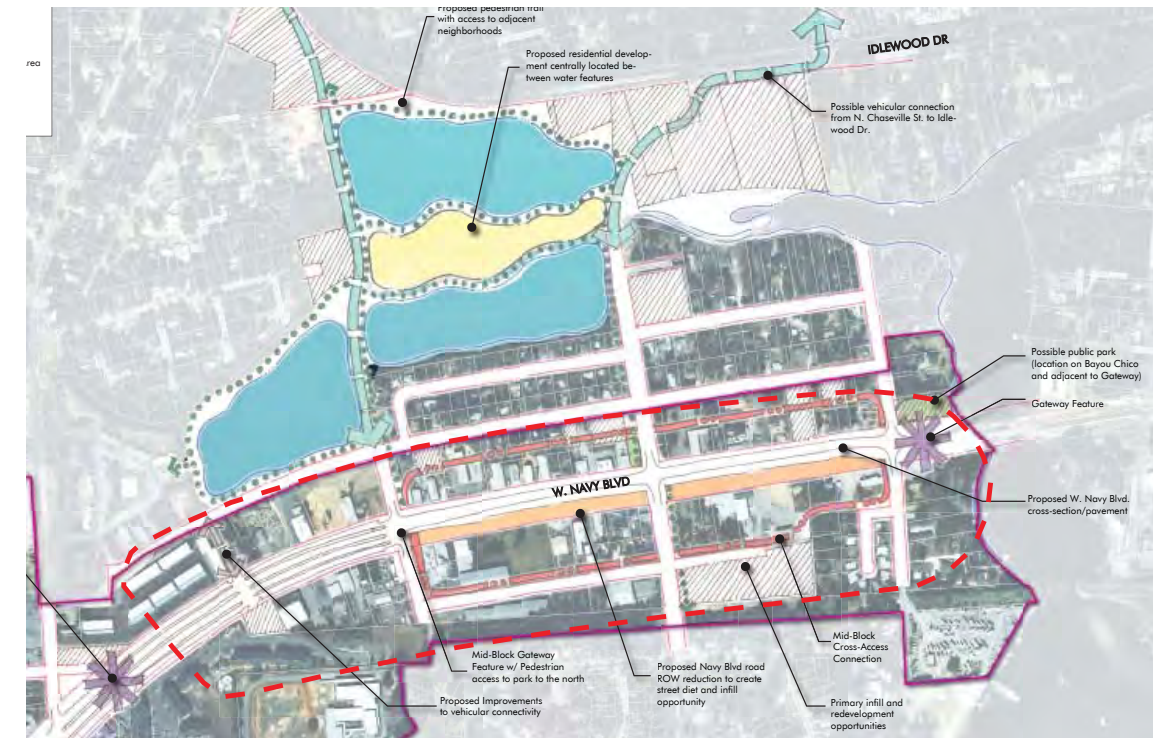 Proposed pedestrian trail
with access to adjacent
neighborhoods
IDLEWOOD DR
Proposed residential develop-
ment centrally located be-
tween water features
rea
Possible vehicular connection
from N. Chaseville St. to Idle-
wood Dr.
Possible public park
(location on Bayou Chico
and adjacent to Gateway)
Gateway Feature
W. NAVY BLVD
Proposed W. Navy Blvd.
cross-section/pavement
Mid-Block
Cross-Access
Connection
Mid-Block Gateway
Feature w/ Pedestrian
access to park to the north
Proposed Navy Blvd road
ROW reduction to create
street diet and infill
opportunity
Proposed Improvements
to vehicular connectivity
Primary infill and
redevelopment
opportunities